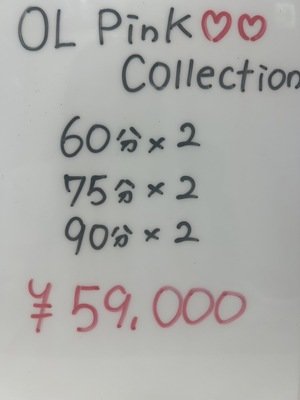 OL Pink♡♡
Collection
60分×2
75分×2
90分×2
¥59,000